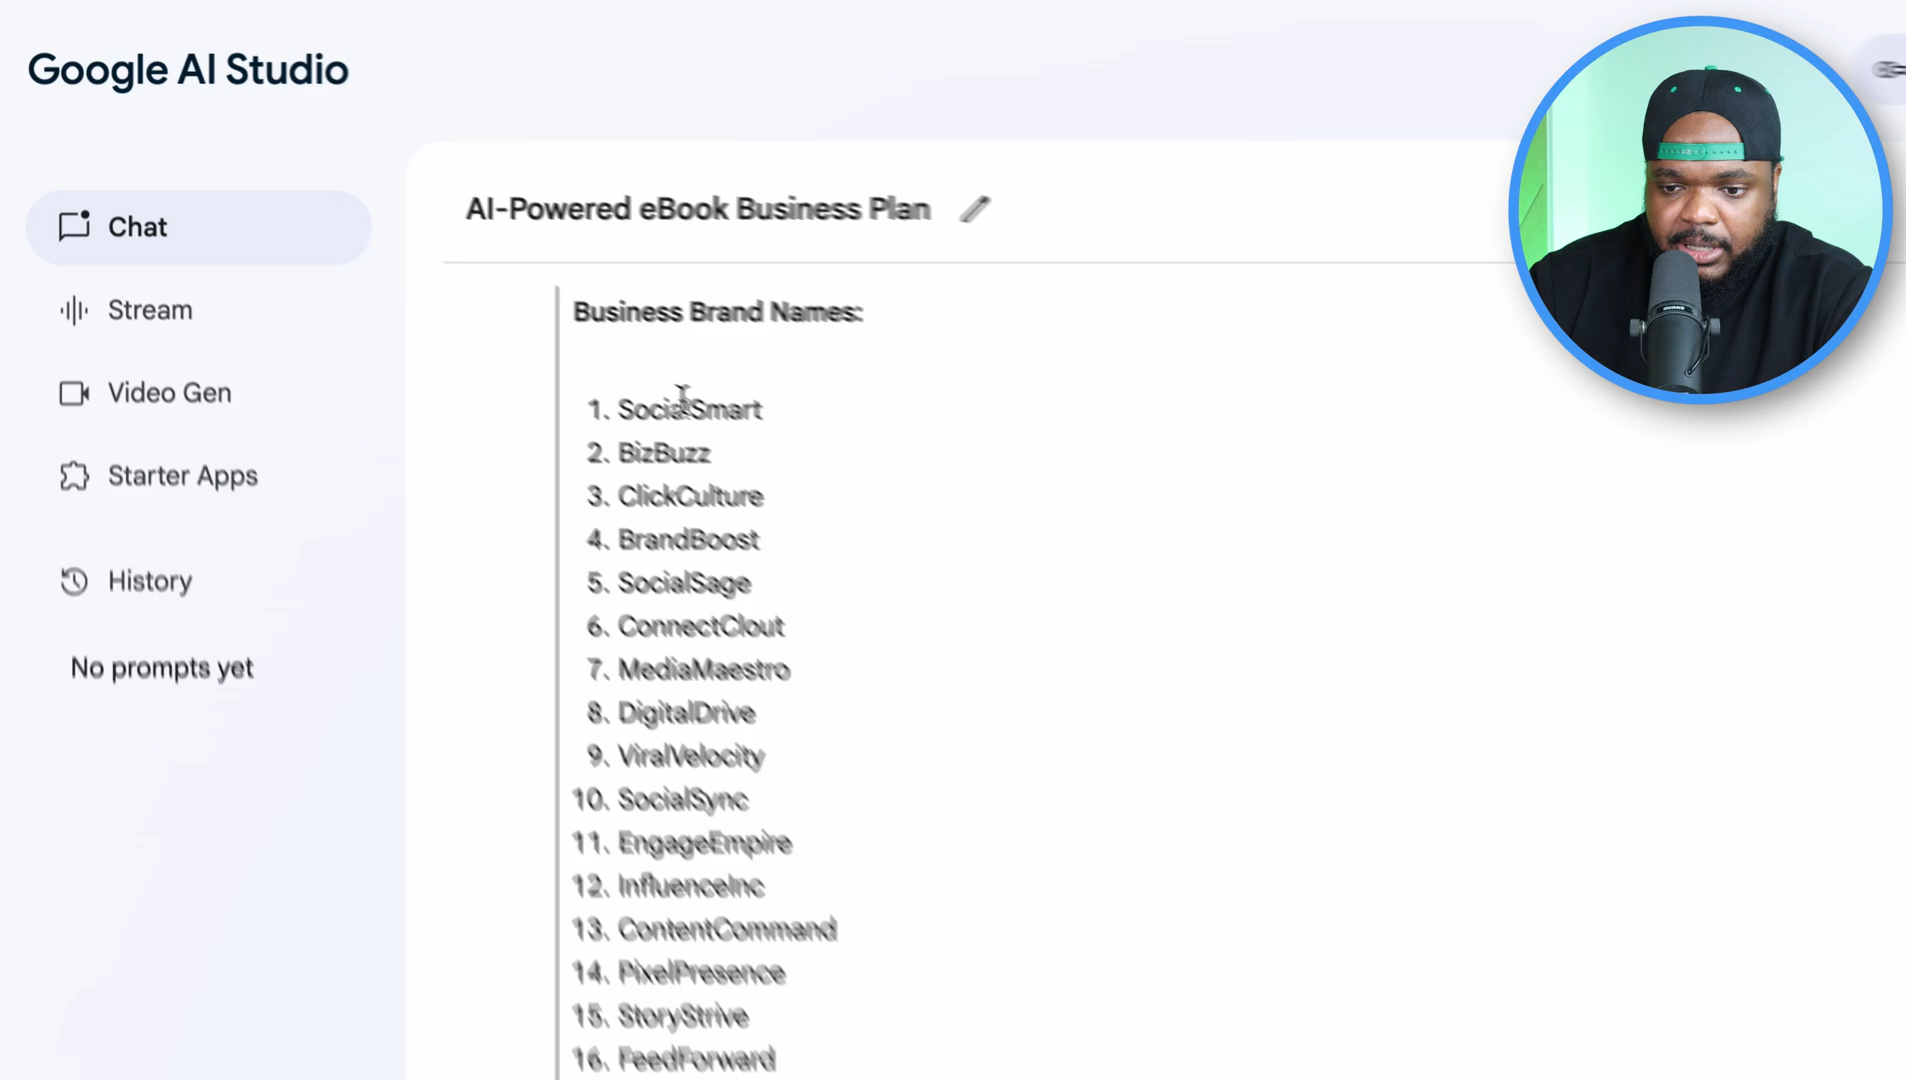 Google AI Studio
Chat
Stream
Video Gen
Starter Apps
History
No prompts yet
AI-Powered eBook Business Plan
Business Brand Names:
1. SocialSmart
2. BizBuzz
3. ClickCulture
4. BrandBoost
5. SocialSage
6. ConnectClout
7. MediaMaestro
8. DigitalDrive
9. ViralVelocity
10. SocialSync
11. EngageEmpire
12. InfluenceInc
13. ContentCommand
14. PixelPresence
15. StoryStrive
16. FeedForward